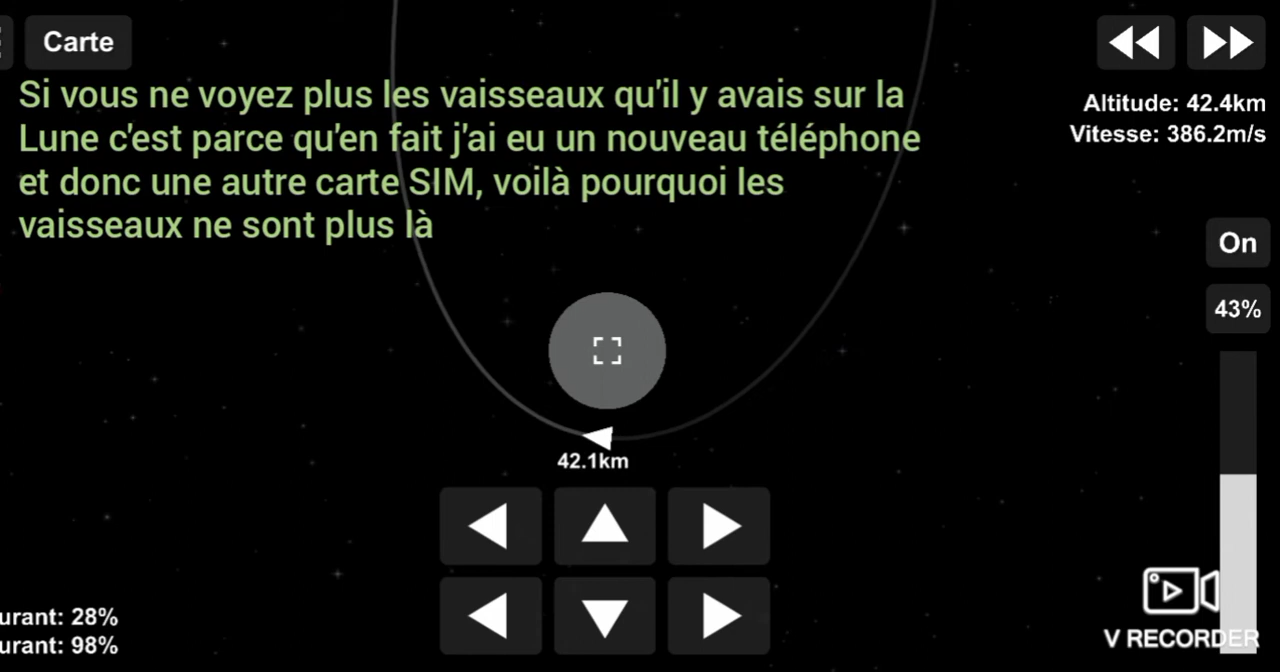 Carte
Si vous ne voyez plus les vaisseaux qu'il y avais sur la
Lune c'est parce qu'en fait j'ai eu un nouveau téléphone
et donc une autre carte SIM, voilà pourquoi les
vaisseaux ne sont plus là
Altitude: 42.4km
Vitesse: 386.2m/s
On
43%
42.1km
urant: 28%
urant: 98%
V RECORDER